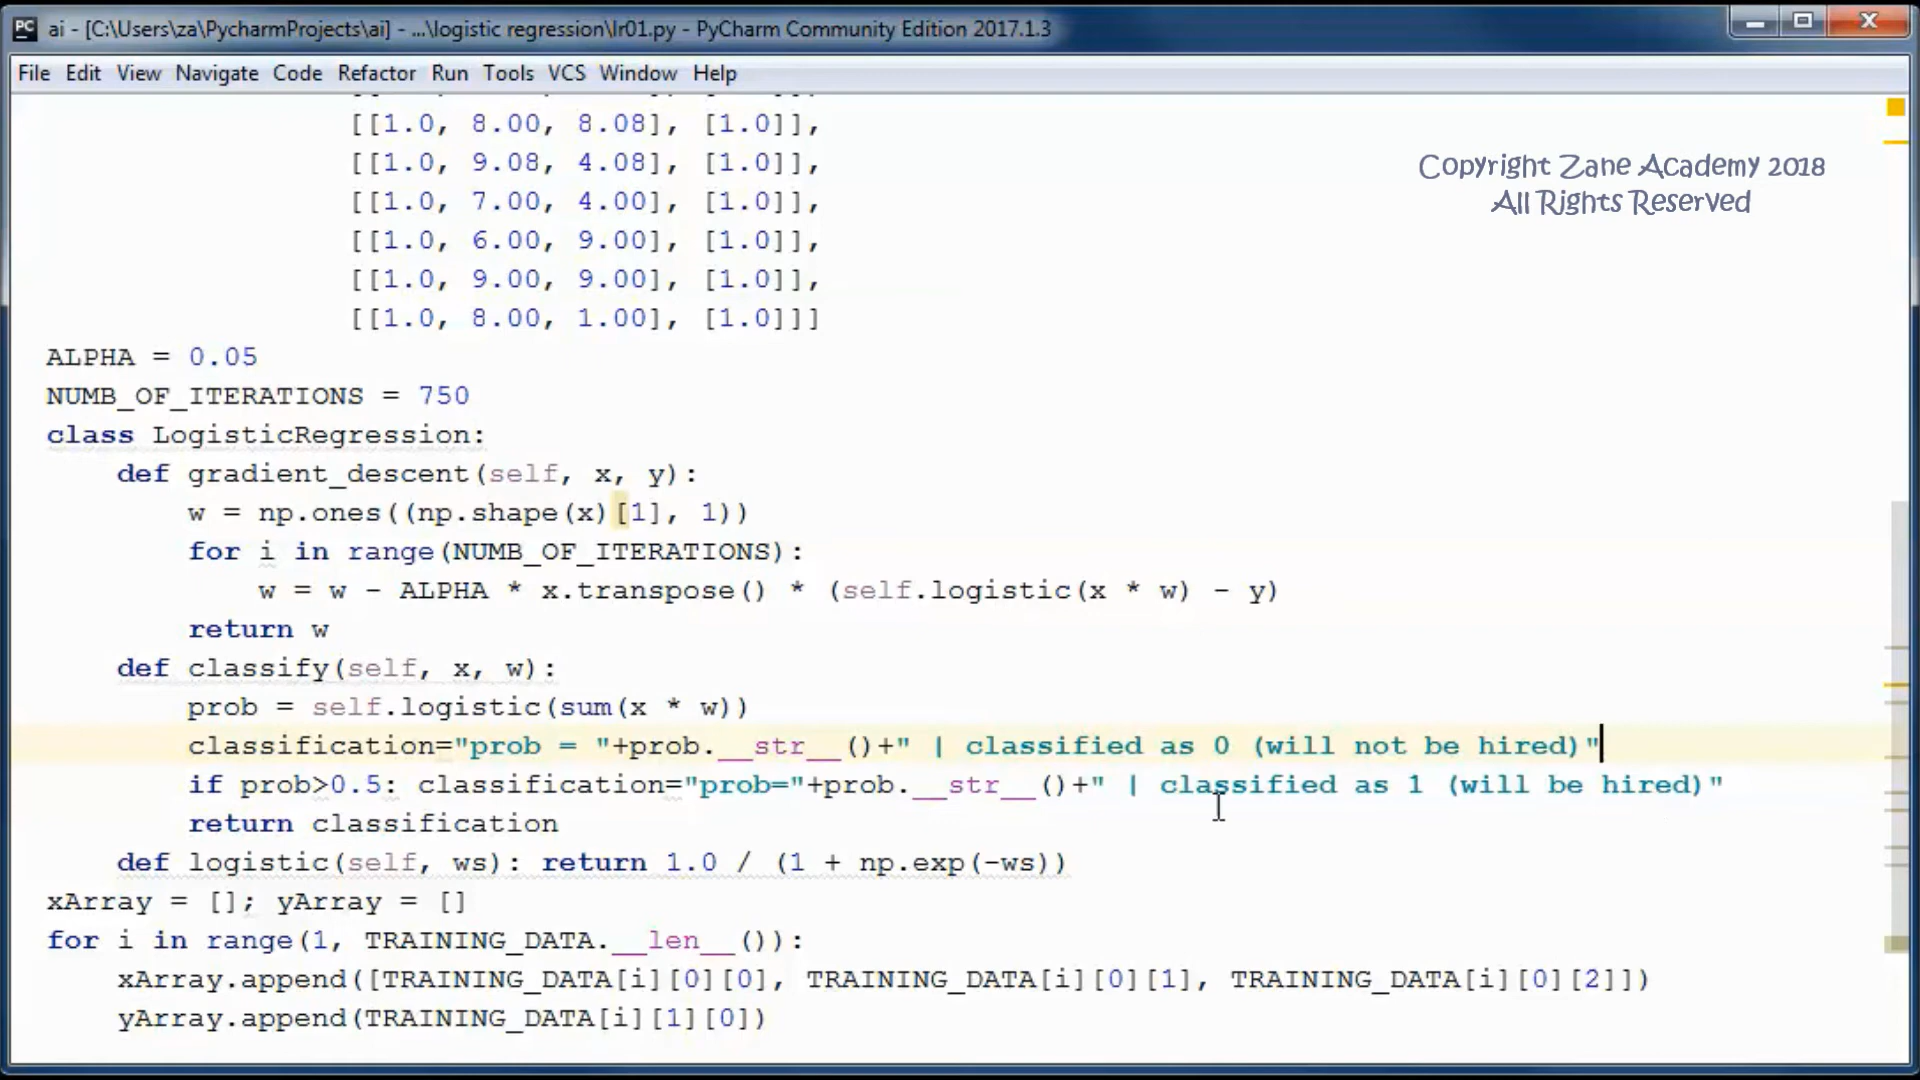 ai - [C:\Users\za\PycharmProjects\ai] - ...\logistic regression\lr01.py - PyCharm Community Edition 2017.1.3
File Edit View Navigate Code Refactor Run Tools VCS Window Help
[[1.0, 8.00, 8.08], [1.0]],
[[1.0, 9.08, 4.08], [1.0]],
[[1.0, 7.00, 4.00], [1.0]],
[[1.0, 6.00, 9.00], [1.0]],
[[1.0, 9.00, 9.00], [1.0]],
[[1.0, 8.00, 1.00], [1.0]]]
Copyright Zane Academy 2018
All Rights Reserved
ALPHA = 0.05
NUMB_OF_ITERATIONS = 750
class LogisticRegression:
    def gradient_descent(self, x, y):
        w = np.ones((np.shape(x)[1], 1))
        for i in range(NUMB_OF_ITERATIONS):
            w = w - ALPHA * x.transpose() * (self.logistic(x * w) - y)
        return w
    def classify(self, x, w):
        prob = self.logistic(sum(x * w))
        classification="prob = "+prob.__str__()+" | classified as 0 (will not be hired)"
        if prob>0.5: classification="prob="+prob.__str__()+" | classified as 1 (will be hired)"
        return classification
    def logistic(self, ws): return 1.0 / (1 + np.exp(-ws))
xArray = []; yArray = []
for i in range(1, TRAINING_DATA.__len__()):
    xArray.append([TRAINING_DATA[i][0][0], TRAINING_DATA[i][0][1], TRAINING_DATA[i][0][2]])
    yArray.append(TRAINING_DATA[i][1][0])